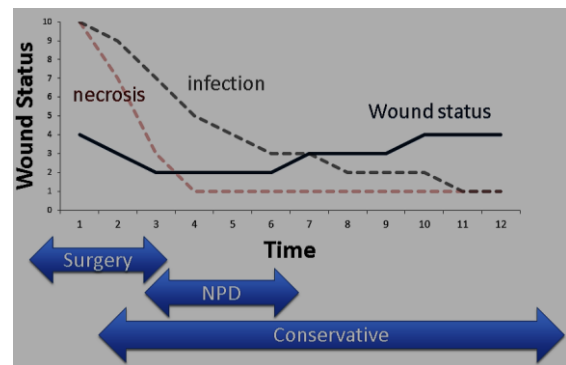 10
9
8
7
6
5
4
3
2
1
0
Wound Status
necrosis
infection
Wound status
1 2 3 4 5 6 7 8 9 10 11 12
Time
Surgery
NPD
Conservative